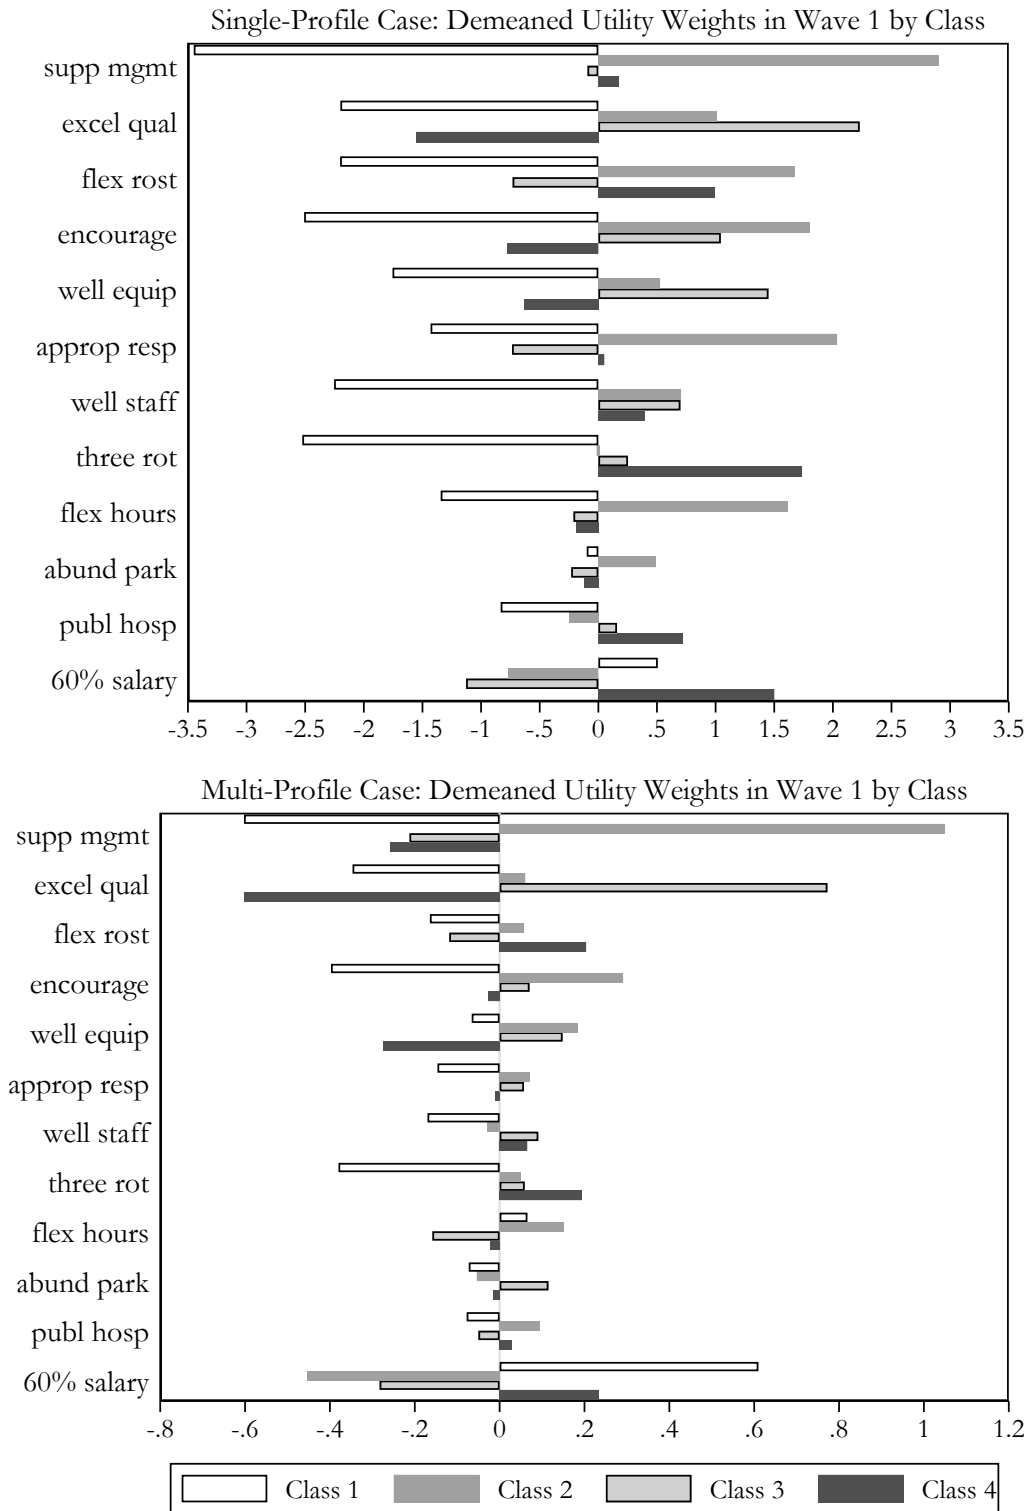 Single-Profile Case: Demeaned Utility Weights in Wave 1 by Class
supp mgmt
excel qual
flex rost
encourage
well equip
approp resp
well staff
three rot
flex hours
abund park
publ hosp
60% salary
-3.5 -3 -2.5 -2 -1.5 -1 -.5 0 .5 1 1.5 2 2.5 3 3.5
Multi-Profile Case: Demeaned Utility Weights in Wave 1 by Class
supp mgmt
excel qual
flex rost
encourage
well equip
approp resp
well staff
three rot
flex hours
abund park
publ hosp
60% salary
-.8 -.6 -.4 -.2 0 .2 .4 .6 .8 1 1.2
Class 1 Class 2 Class 3 Class 4